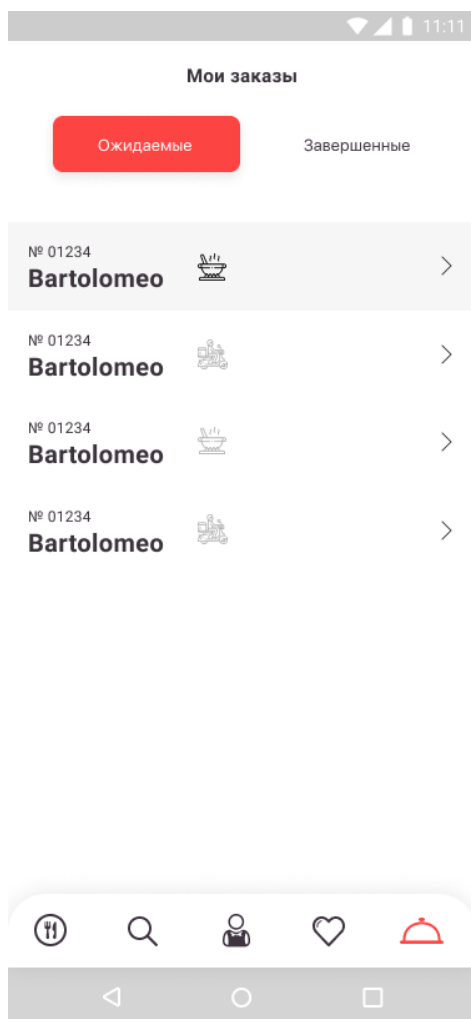 11:11
Мои заказы
Ожидаемые
Завершенные
№ 01234
Bartolomeo
№ 01234
Bartolomeo
№ 01234
Bartolomeo
№ 01234
Bartolomeo